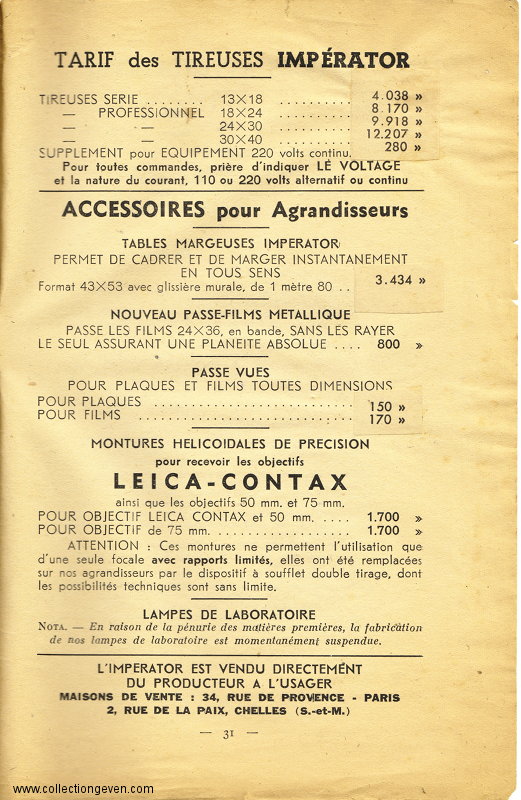 TARIF des TIREUSES IMPÉRATOR
TIREUSES SERIE ........ 13×18 .......... 4.038 »
— PROFESSIONNEL 18×24 .......... 8.170 »
— — 24×30 .......... 9.918 »
— — 30×40 .......... 12.207 »
SUPPLEMENT pour EQUIPEMENT 220 volts continu. 280 »
Pour toutes commandes, prière d'indiquer LE VOLTAGE
et la nature du courant, 110 ou 220 volts alternatif ou continu
ACCESSOIRES pour Agrandisseurs
TABLES MARGEUSES IMPERATOR
PERMET DE CADRER ET DE MARGER INSTANTANEMENT
EN TOUS SENS
Format 43×53 avec glissière murale, de 1 mètre 80 .. 3.434 »
NOUVEAU PASSE-FILMS METALLIQUE
PASSE LES FILMS 24×36, en bande, SANS LES RAYER
LE SEUL ASSURANT UNE PLANEITE ABSOLUE .... 800 »
PASSE VUES
POUR PLAQUES ET FILMS TOUTES DIMENSIONS
POUR PLAQUES ............................ 150 »
POUR FILMS ............................ 170 »
MONTURES HELICOIDALES DE PRECISION
pour recevoir les objectifs
LEICA-CONTAX
ainsi que les objectifs 50 mm. et 75 mm.
POUR OBJECTIF LEICA CONTAX et 50 mm. .... 1.700 »
POUR OBJECTIF de 75 mm. .................. 1.700 »
ATTENTION : Ces montures ne permettent l'utilisation que
d'une seule focale avec rapports limités, elles ont été remplacées
sur nos agrandisseurs par le dispositif à soufflet double tirage, dont
les possibilités techniques sont sans limite.
LAMPES DE LABORATOIRE
NOTA. — En raison de la pénurie des matières premières, la fabrication
de nos lampes de laboratoire est momentanément suspendue.
L'IMPERATOR EST VENDU DIRECTEMENT
DU PRODUCTEUR A L'USAGER
MAISONS DE VENTE : 34, RUE DE PROVENCE - PARIS
2, RUE DE LA PAIX, CHELLES (S.-et-M.)
— 31 —
www.collectiongeven.com